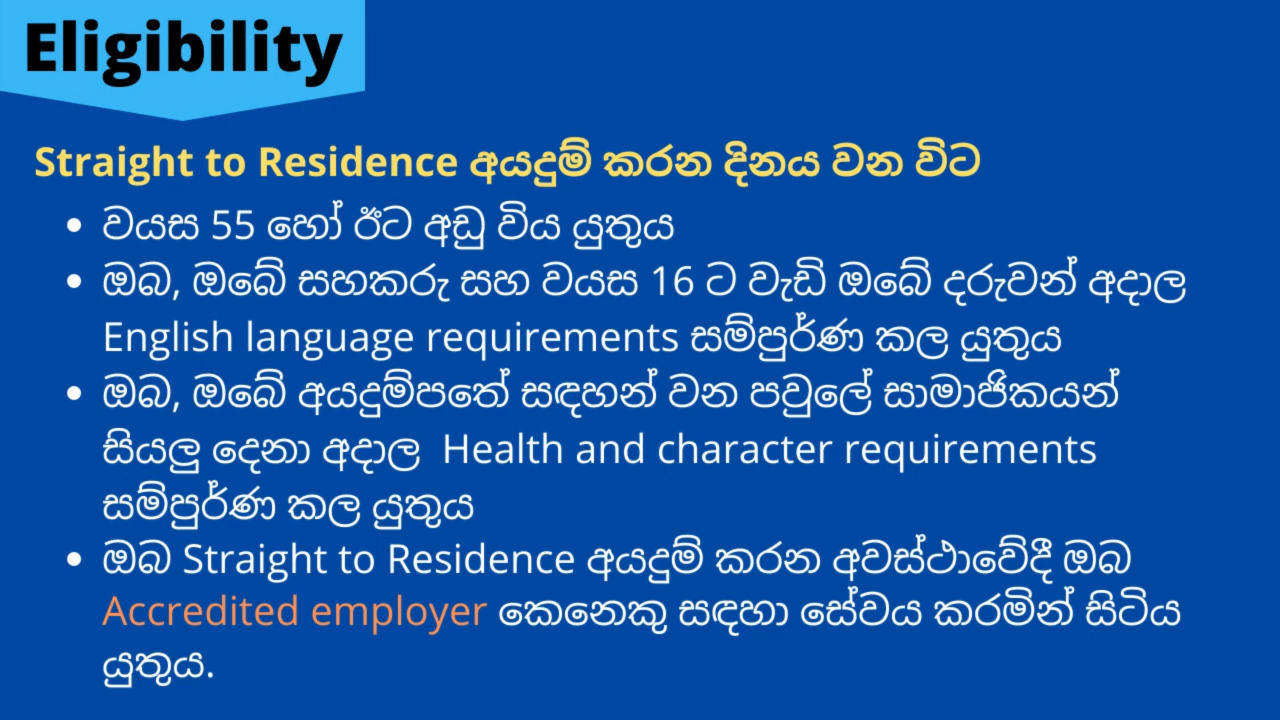 Eligibility
Straight to Residence අයදුම් කරන දිනය වන විට
• වයස 55 හෝ ඊට අඩු විය යුතුය
• ඔබ, ඔබේ සහකරු සහ වයස 16 ට වැඩි ඔබේ දරුවන් අදාල
English language requirements සම්පුර්ණ කල යුතුය
• ඔබ, ඔබේ අයදුම්පතේ සඳහන් වන පවුලේ සාමාජිකයන්
සියලු දෙනා අදාල Health and character requirements
සම්පුර්ණ කල යුතුය
• ඔබ Straight to Residence අයදුම් කරන අවස්ථාවේදී ඔබ
Accredited employer කෙනෙකු සඳහා සේවය කරමින් සිටිය
යුතුය.